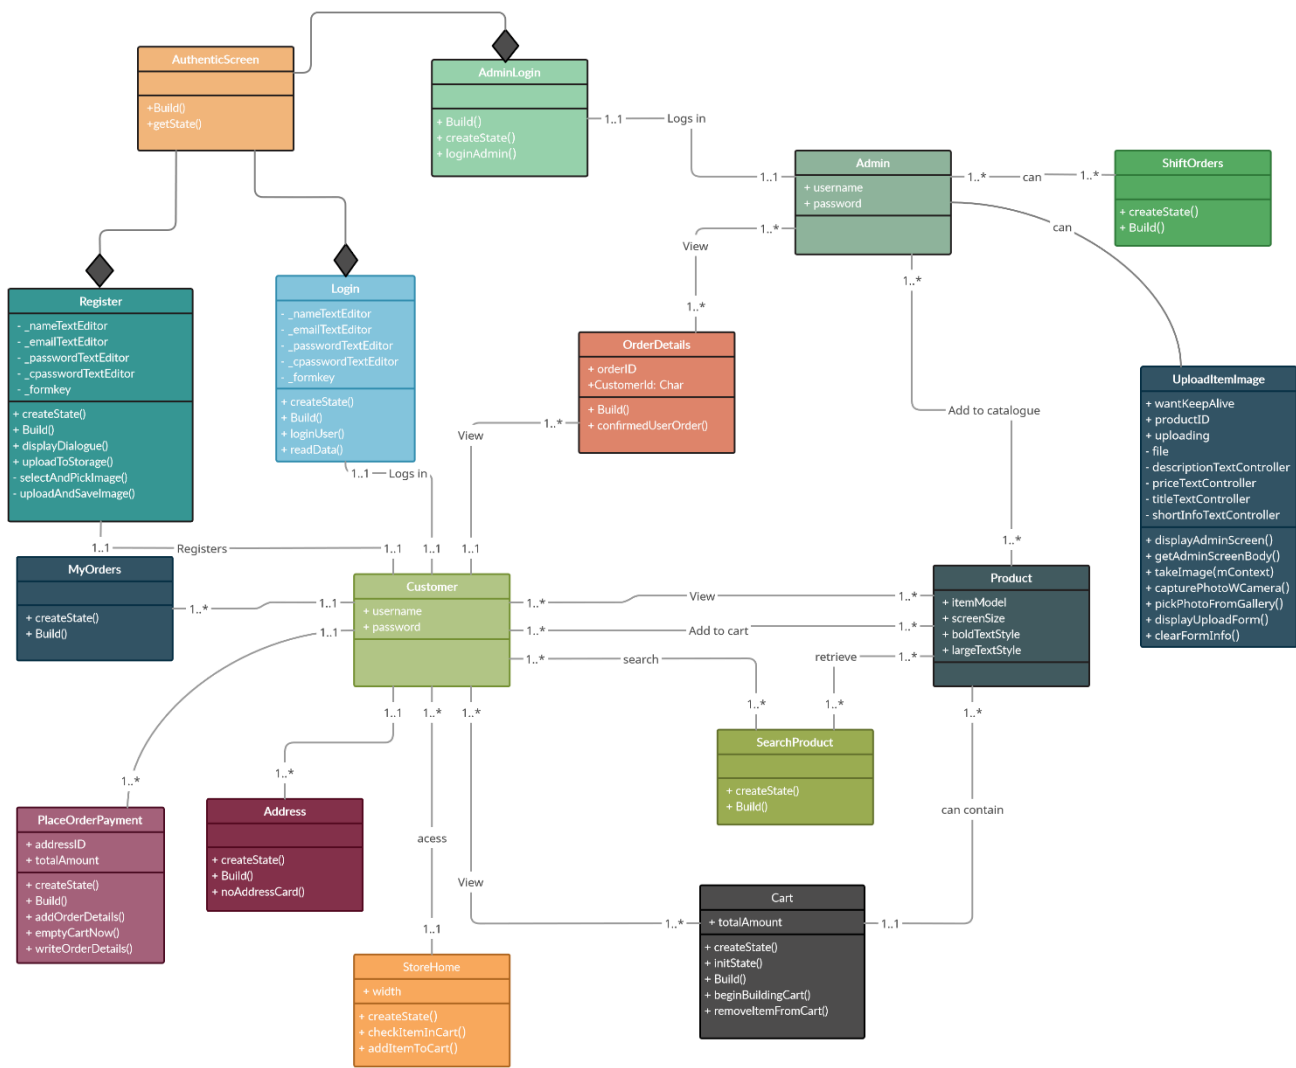 AuthenticScreen
+Build()
+getState()
AdminLogin
+ Build()
+ createState()
+ loginAdmin()
1..1
Logs in
1..1
Admin
+ username
+ password
1..*
can
1..*
ShiftOrders
+ createState()
+ Build()
can
1..*
View
1..*
1..*
Add to catalogue
1..*
Register
- _nameTextEditor
- _emailTextEditor
- _passwordTextEditor
- _cpasswordTextEditor
- _formkey
+ createState()
+ Build()
+ displayDialogue()
+ uploadToStorage()
- selectAndPickImage()
- uploadAndSaveImage()
Login
- _nameTextEditor
- _emailTextEditor
- _passwordTextEditor
- _cpasswordTextEditor
- _formkey
+ createState()
+ Build()
+ loginUser()
+ readData()
OrderDetails
+ orderID
+CustomerId: Char
+ Build()
+ confirmedUserOrder()
UploadItemImage
+ wantKeepAlive
+ productID
+ uploading
- file
- descriptionTextController
- priceTextController
- titleTextController
- shortInfoTextController
+ displayAdminScreen()
+ getAdminScreenBody()
+ takeImage(mContext)
+ capturePhotoWCamera()
+ pickPhotoFromGallery()
+ displayUploadForm()
+ clearFormInfo()
1..*
View
1..1
1..1
Logs in
1..1
1..1
Registers
1..1
MyOrders
+ createState()
+ Build()
1..*
1..1
Customer
+ username
+ password
1..*
View
1..*
1..*
Add to cart
1..*
1..*
search
1..*
retrieve
1..*
1..*
Product
+ itemModel
+ screenSize
+ boldTextStyle
+ largeTextStyle
SearchProduct
+ createState()
+ Build()
1..1
1..*
1..1
1..*
1..*
acess
1..1
1..*
View
1..*
1..*
can contain
1..1
PlaceOrderPayment
+ addressID
+ totalAmount
+ createState()
+ Build()
+ addOrderDetails()
+ emptyCartNow()
+ writeOrderDetails()
Address
+ createState()
+ Build()
+ noAddressCard()
StoreHome
+ width
+ createState()
+ checkItemInCart()
+ addItemToCart()
Cart
+ totalAmount
+ createState()
+ initState()
+ Build()
+ beginBuildingCart()
+ removeItemFromCart()